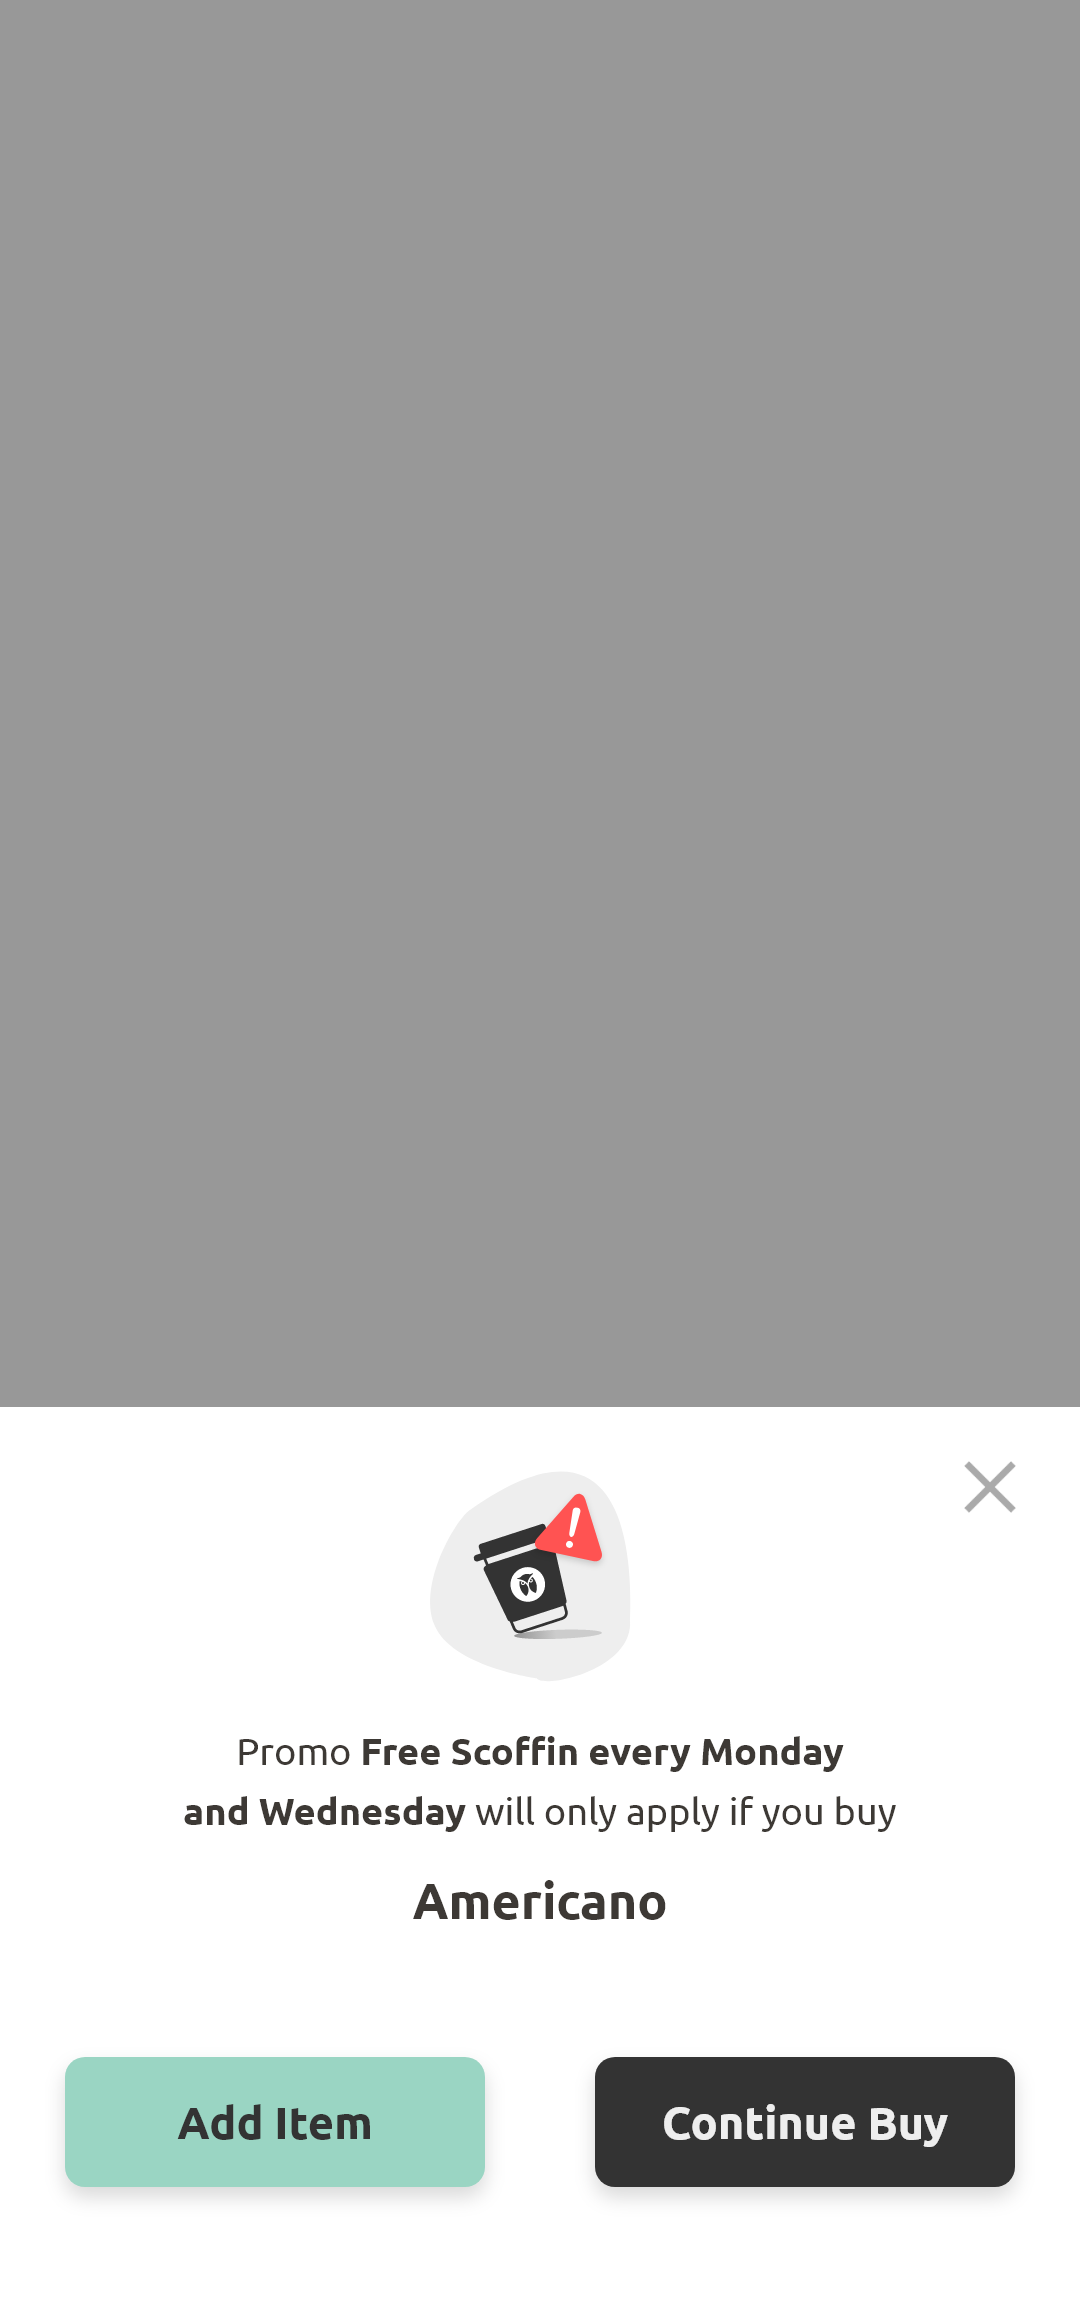 Promo Free Scoffin every Monday
and Wednesday will only apply if you buy
Americano
Add Item
Continue Buy